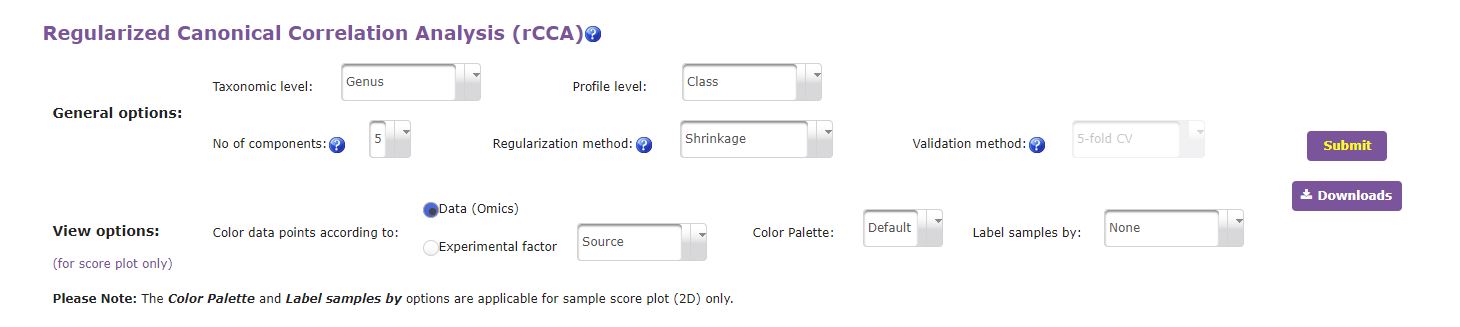 Regularized Canonical Correlation Analysis (rCCA)?
General options:
Taxonomic level: Genus Profile level: Class
No of components: ? 5 Regularization method: ? Shrinkage Validation method: ? 5-fold CV
Submit
Downloads
View options:
(for score plot only)
Color data points according to: Data (Omics)
Experimental factor Source Color Palette: Default Label samples by: None
Please Note: The Color Palette and Label samples by options are applicable for sample score plot (2D) only.